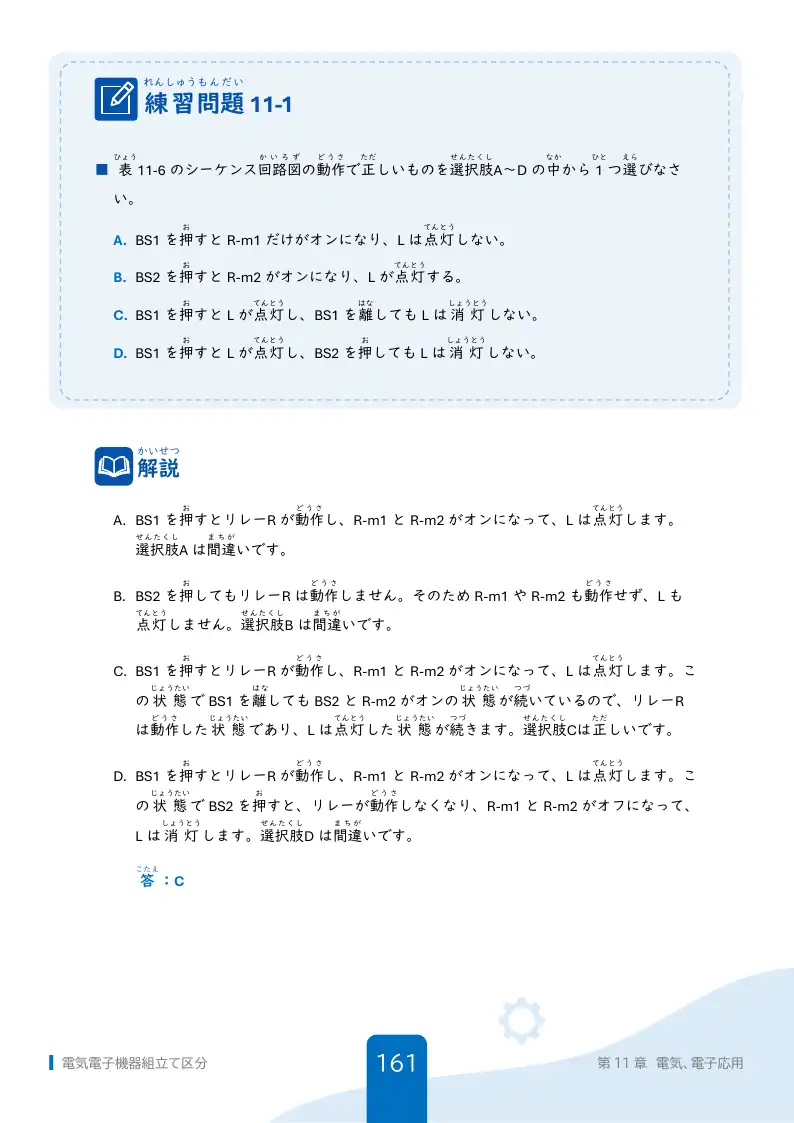 れんしゅうもんだい
練習問題 11-1
ひょう かいろず どうさ ただ せんたくし なか ひと えら
■ 表 11-6 のシーケンス回路図の動作で正しいものを選択肢A～D の中から 1 つ選びなさ
い。
お てんとう
A. BS1 を押すと R-m1 だけがオンになり、L は点灯しない。
お てんとう
B. BS2 を押すと R-m2 がオンになり、L が点灯する。
お てんとう はな しょうとう
C. BS1 を押すと L が点灯し、BS1 を離しても L は消灯しない。
お てんとう お しょうとう
D. BS1 を押すと L が点灯し、BS2 を押しても L は消灯しない。
かいせつ
解説
お どうさ てんとう
A. BS1 を押すとリレーR が動作し、R-m1 と R-m2 がオンになって、L は点灯します。
せんたくし まちが
選択肢A は間違いです。
お どうさ どうさ
B. BS2 を押してもリレーR は動作しません。そのため R-m1 や R-m2 も動作せず、L も
てんとう せんたくし まちが
点灯しません。選択肢B は間違いです。
お どうさ てんとう
C. BS1 を押すとリレーR が動作し、R-m1 と R-m2 がオンになって、L は点灯します。こ
じょうたい はな じょうたい つづ
の状態で BS1 を離しても BS2 と R-m2 がオンの状態が続いているので、リレーR
どうさ じょうたい てんとう じょうたい つづ せんたくし ただ
は動作した状態であり、L は点灯した状態が続きます。選択肢Cは正しいです。
お どうさ てんとう
D. BS1 を押すとリレーR が動作し、R-m1 と R-m2 がオンになって、L は点灯します。こ
じょうたい お どうさ
の状態で BS2 を押すと、リレーが動作しなくなり、R-m1 と R-m2 がオフになって、
しょうとう せんたくし まちが
L は消灯します。選択肢D は間違いです。
こたえ
答：C
電気電子機器組立て区分
161
第 11 章 電気、電子応用